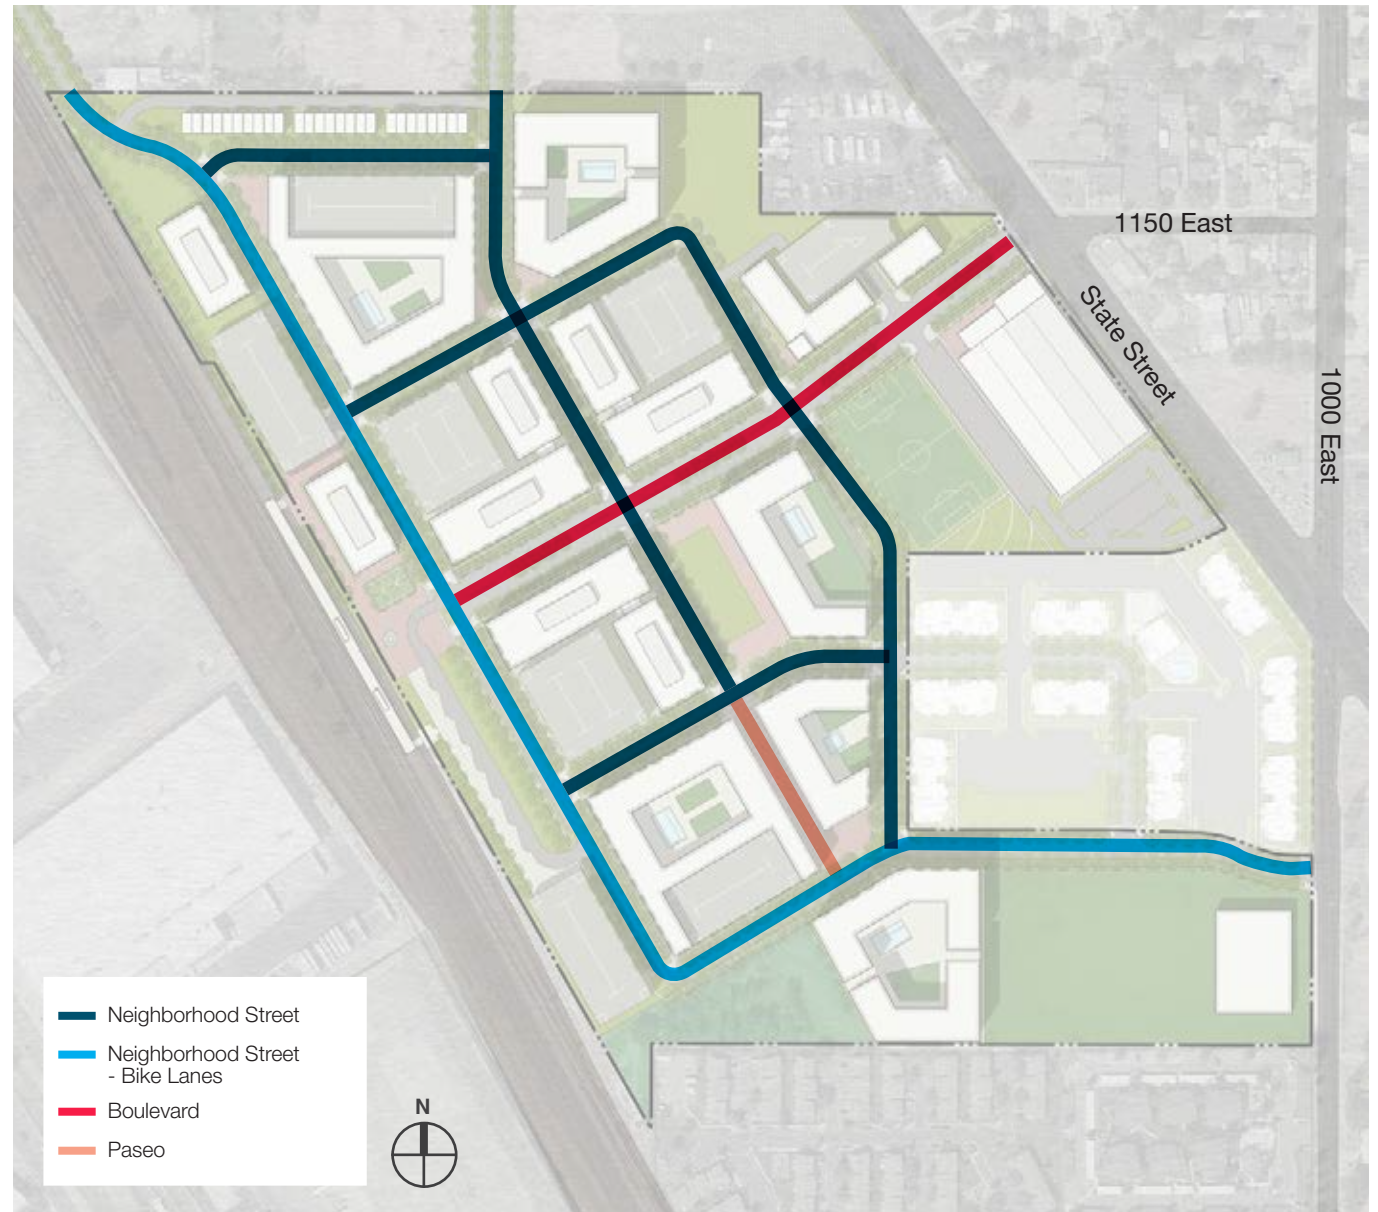 1150 East
State Street
1000 East
Neighborhood Street
Neighborhood Street
- Bike Lanes
Boulevard
Paseo
N